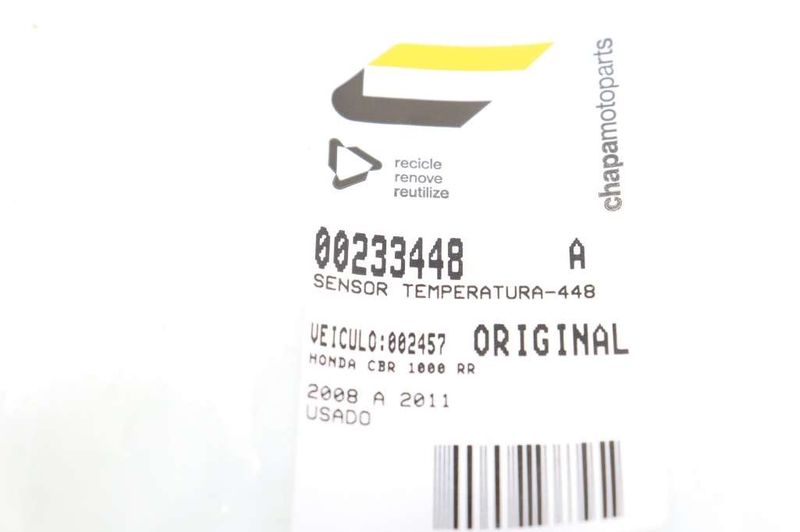 chapamotoparts
recicle
renove
reutilize
00233448 A
SENSOR TEMPERATURA-448
VEICULO:002457 ORIGINAL
HONDA CBR 1000 RR
2008 A 2011
USADO